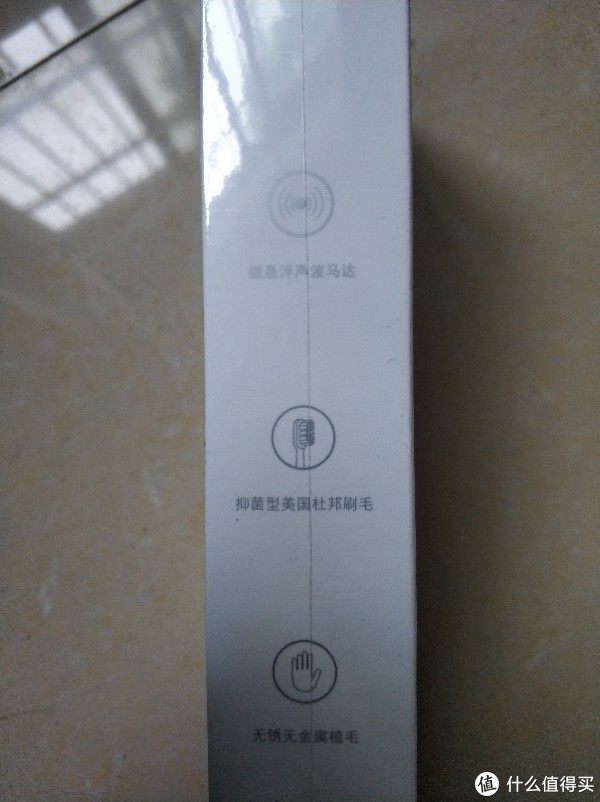 磁悬浮声波马达
抑菌型美国杜邦刷毛
无锈无金属植毛
值 什么值得买